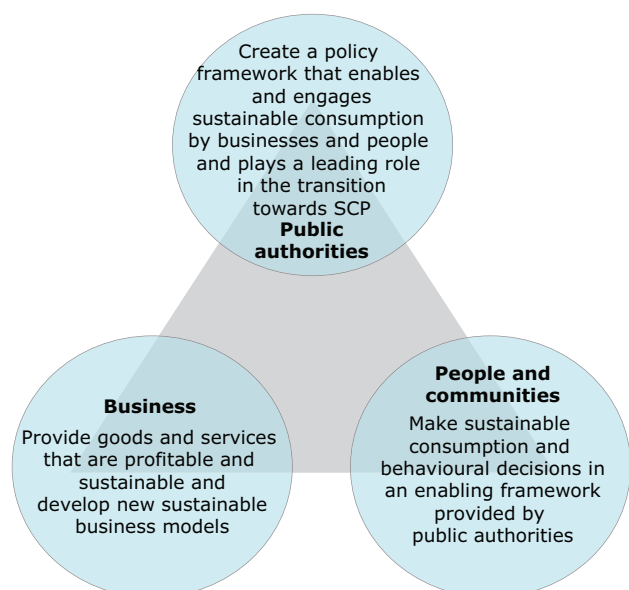 Create a policy
framework that enables
and engages
sustainable consumption
by businesses and people
and plays a leading role
in the transition
towards SCP
Public
authorities
Business
Provide goods and services
that are profitable and
sustainable and
develop new sustainable
business models
People and
communities
Make sustainable
consumption and
behavioural decisions in
an enabling framework
provided by
public authorities